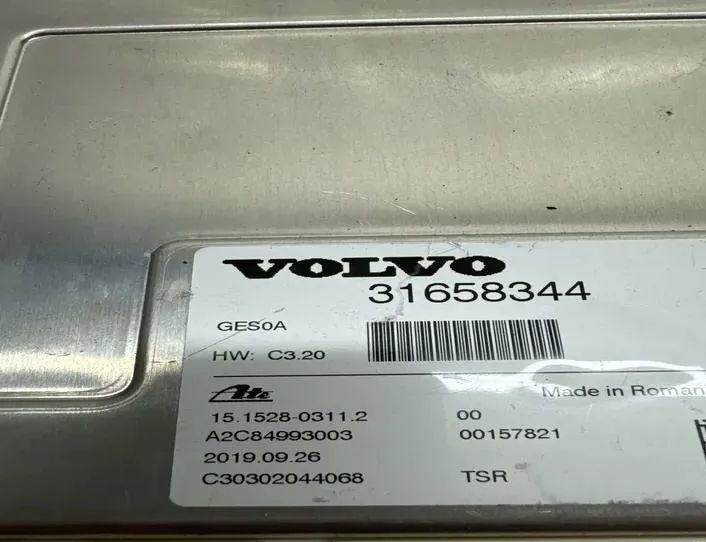 VOLVO
31658344
GES0A
HW: C3.20
Ate Made in Roman
15.1528-0311.2 00
A2C84993003 00157821
2019.09.26
C30302044068 TSR